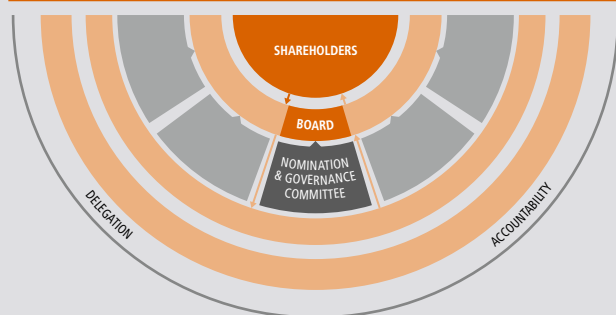 SHAREHOLDERS
BOARD
NOMINATION
& GOVERNANCE
COMMITTEE
DELEGATION
ACCOUNTABILITY